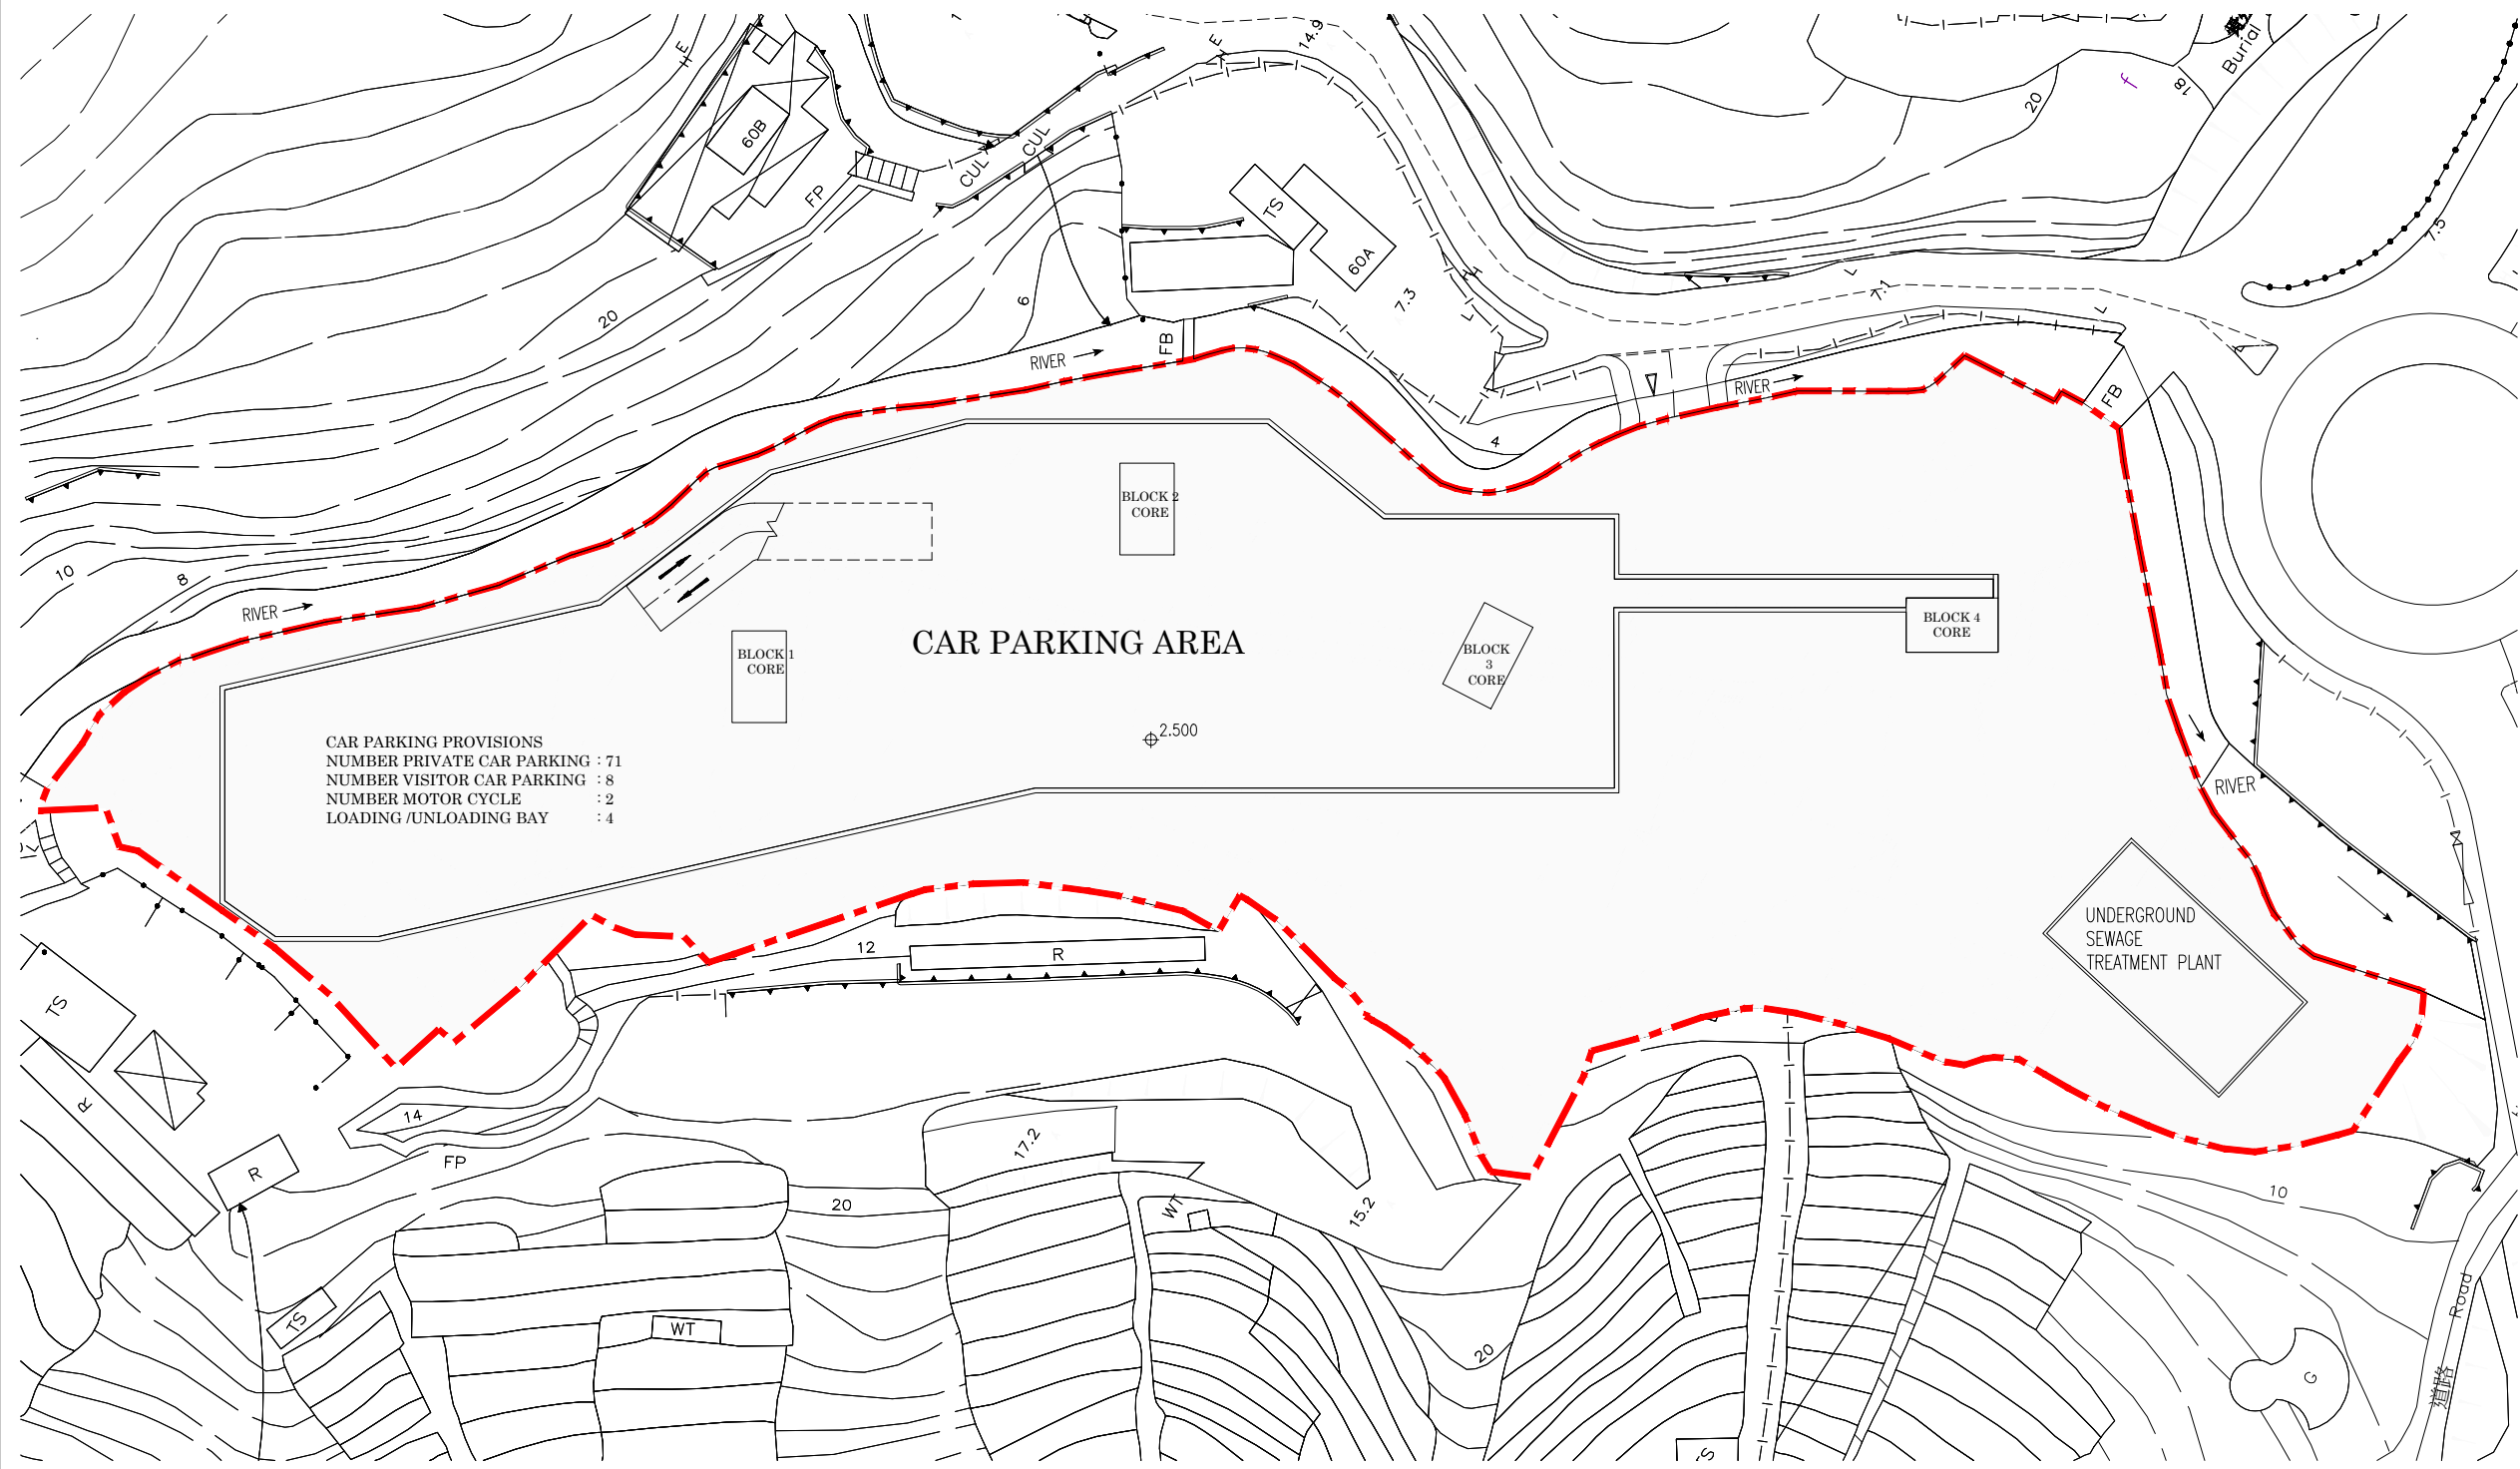 Burial
HE
E
14.9
18
20
f
60B
CUL
CUL
FP
TS
60A
7.5
7.3
7.1
L
L
L
6
20
RIVER
FB
RIVER
FB
4
BLOCK 2
CORE
10
8
RIVER
BLOCK 1
CORE
CAR PARKING AREA
BLOCK
3
CORE
BLOCK 4
CORE
2.500
CAR PARKING PROVISIONS
NUMBER PRIVATE CAR PARKING : 71
NUMBER VISITOR CAR PARKING : 8
NUMBER MOTOR CYCLE : 2
LOADING /UNLOADING BAY : 4
RIVER
UNDERGROUND
SEWAGE
TREATMENT PLANT
12
R
TS
R
14
FP
R
17.2
20
WT
15.2
10
TS
WT
20
Road
道路
G